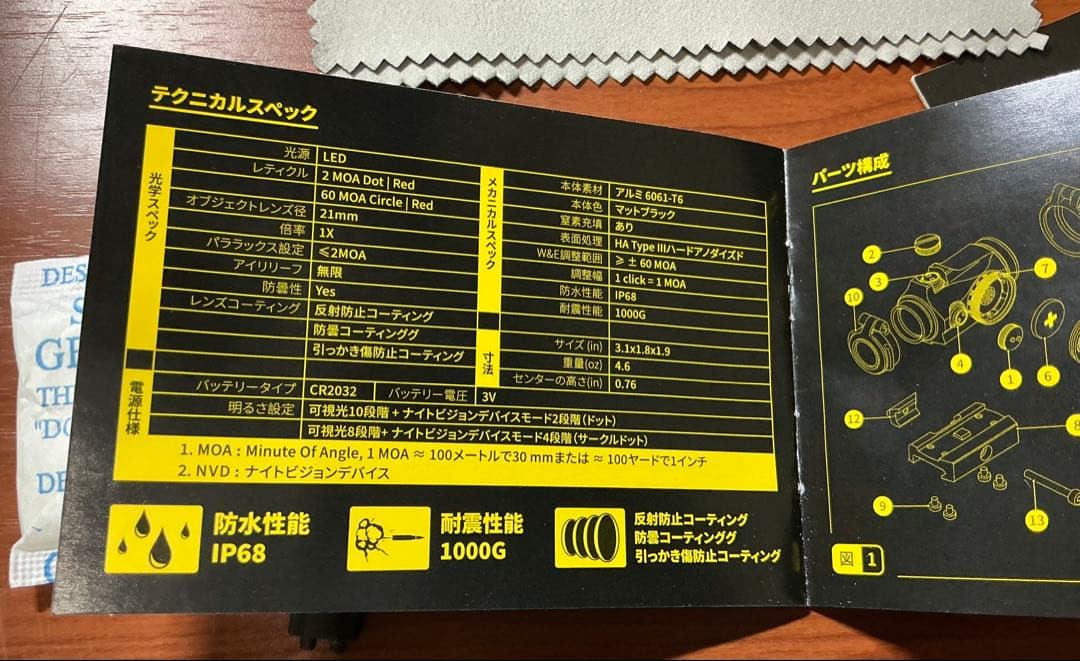 テクニカルスペック
光学スペック
光源 LED
レティクル 2 MOA Dot | Red
60 MOA Circle | Red
オブジェクトレンズ径 21mm
倍率 1X
パララックス設定 ≤2MOA
アイリリーフ 無限
防曇性 Yes
レンズコーティング 反射防止コーティング
防曇コーティンググ
引っかき傷防止コーティング
メカニカルスペック
本体素材 アルミ 6061-T6
本体色 マットブラック
窒素充填 あり
表面処理 HA Type IIIハードアノダイズド
W&E調整範囲 ≥ ± 60 MOA
調整幅 1 click = 1 MOA
防水性能 IP68
耐震性能 1000G
寸法
サイズ (in) 3.1x1.8x1.9
重量(oz) 4.6
センターの高さ(in) 0.76
電源仕様
バッテリータイプ CR2032 バッテリー電圧 3V
明るさ設定 可視光10段階 + ナイトビジョンデバイスモード2段階(ドット)
可視光8段階+ ナイトビジョンデバイスモード4段階(サークルドット)
1. MOA : Minute Of Angle, 1 MOA ≈ 100メートルで30 mmまたは ≈ 100ヤードで1インチ
2. NVD : ナイトビジョンデバイス
防水性能
IP68
耐震性能
1000G
反射防止コーティング
防曇コーティンググ
引っかき傷防止コーティング
パーツ構成
2
3
7
10
4
1
6
12
8
9
13
図 1
DES
S
GE
TH
"DO
DE